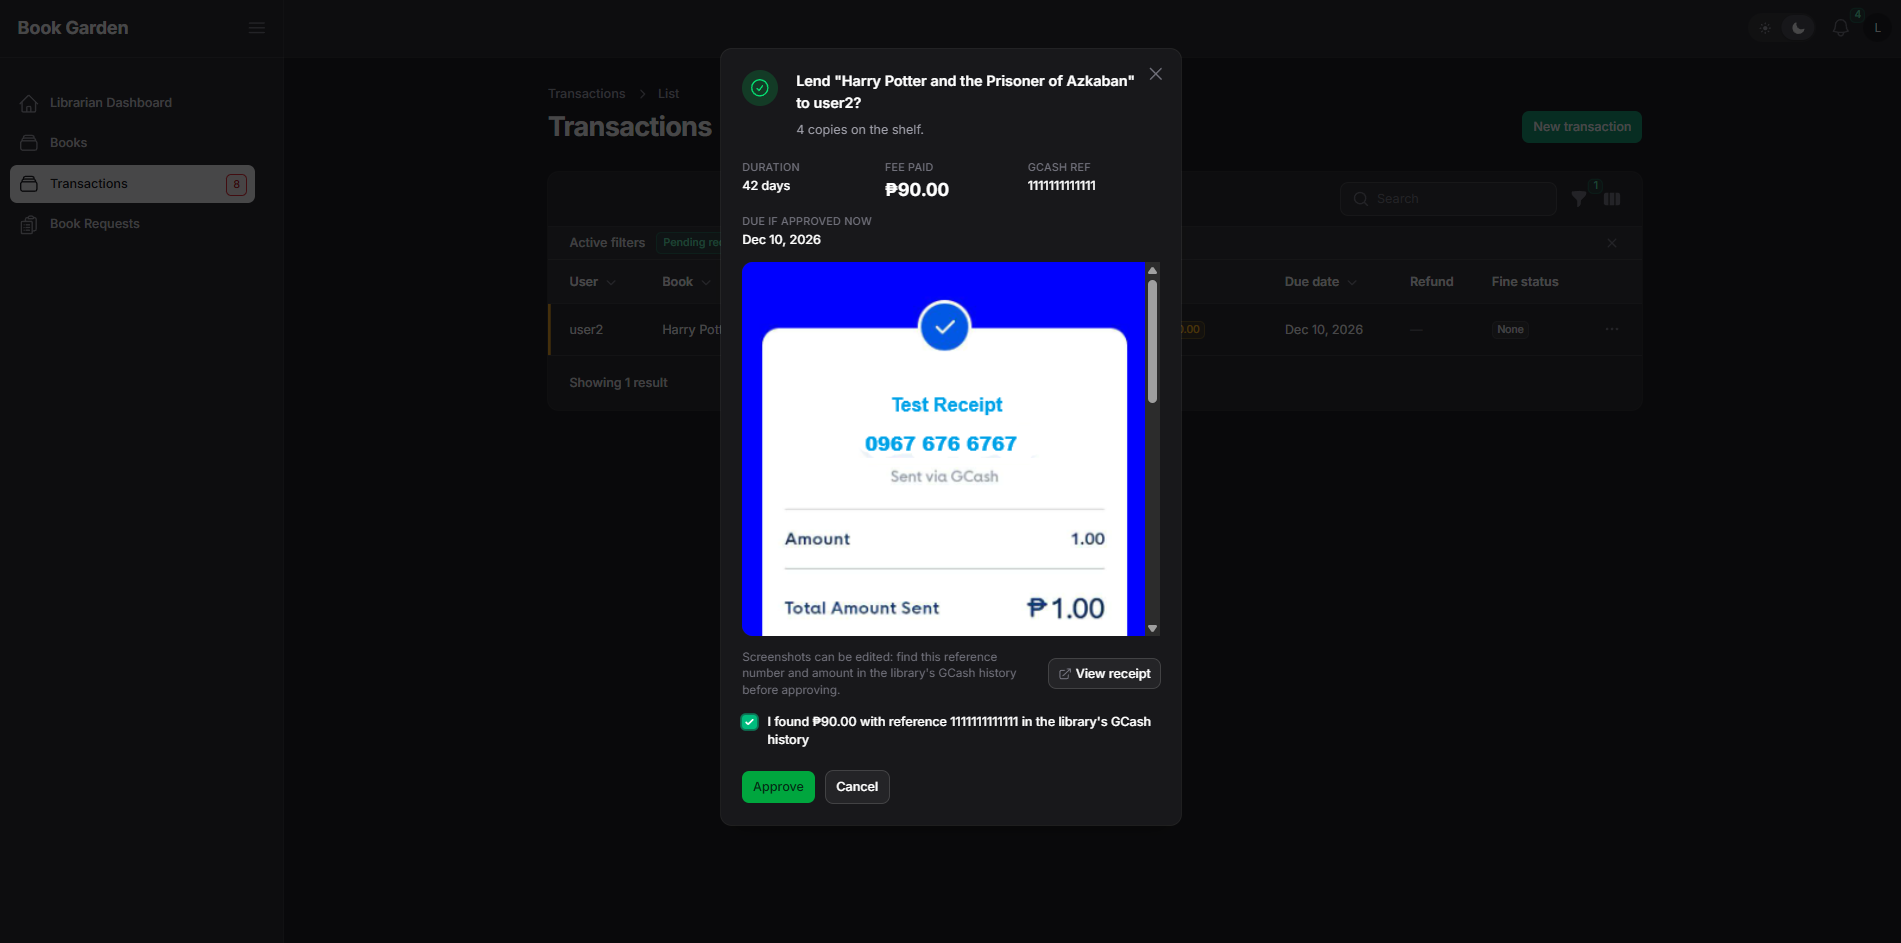 Book Garden
4
L
Librarian Dashboard
Books
Transactions
8
Book Requests
Transactions
List
Transactions
New transaction
Search
1
Active filters
Pending
User
Book
Due date
Refund
Fine status
user2
Harry
Dec 10, 2026
—
None
Showing 1 result
Lend "Harry Potter and the Prisoner of Azkaban"
to user2?
4 copies on the shelf.
DURATION
FEE PAID
GCASH REF
42 days
₱90.00
1111111111111
DUE IF APPROVED NOW
Dec 10, 2026
Test Receipt
0967 676 6767
Sent via GCash
Amount
1.00
Total Amount Sent
₱1.00
Screenshots can be edited: find this reference
number and amount in the library's GCash history
before approving.
View receipt
I found ₱90.00 with reference 1111111111111 in the library's GCash
history
Approve
Cancel